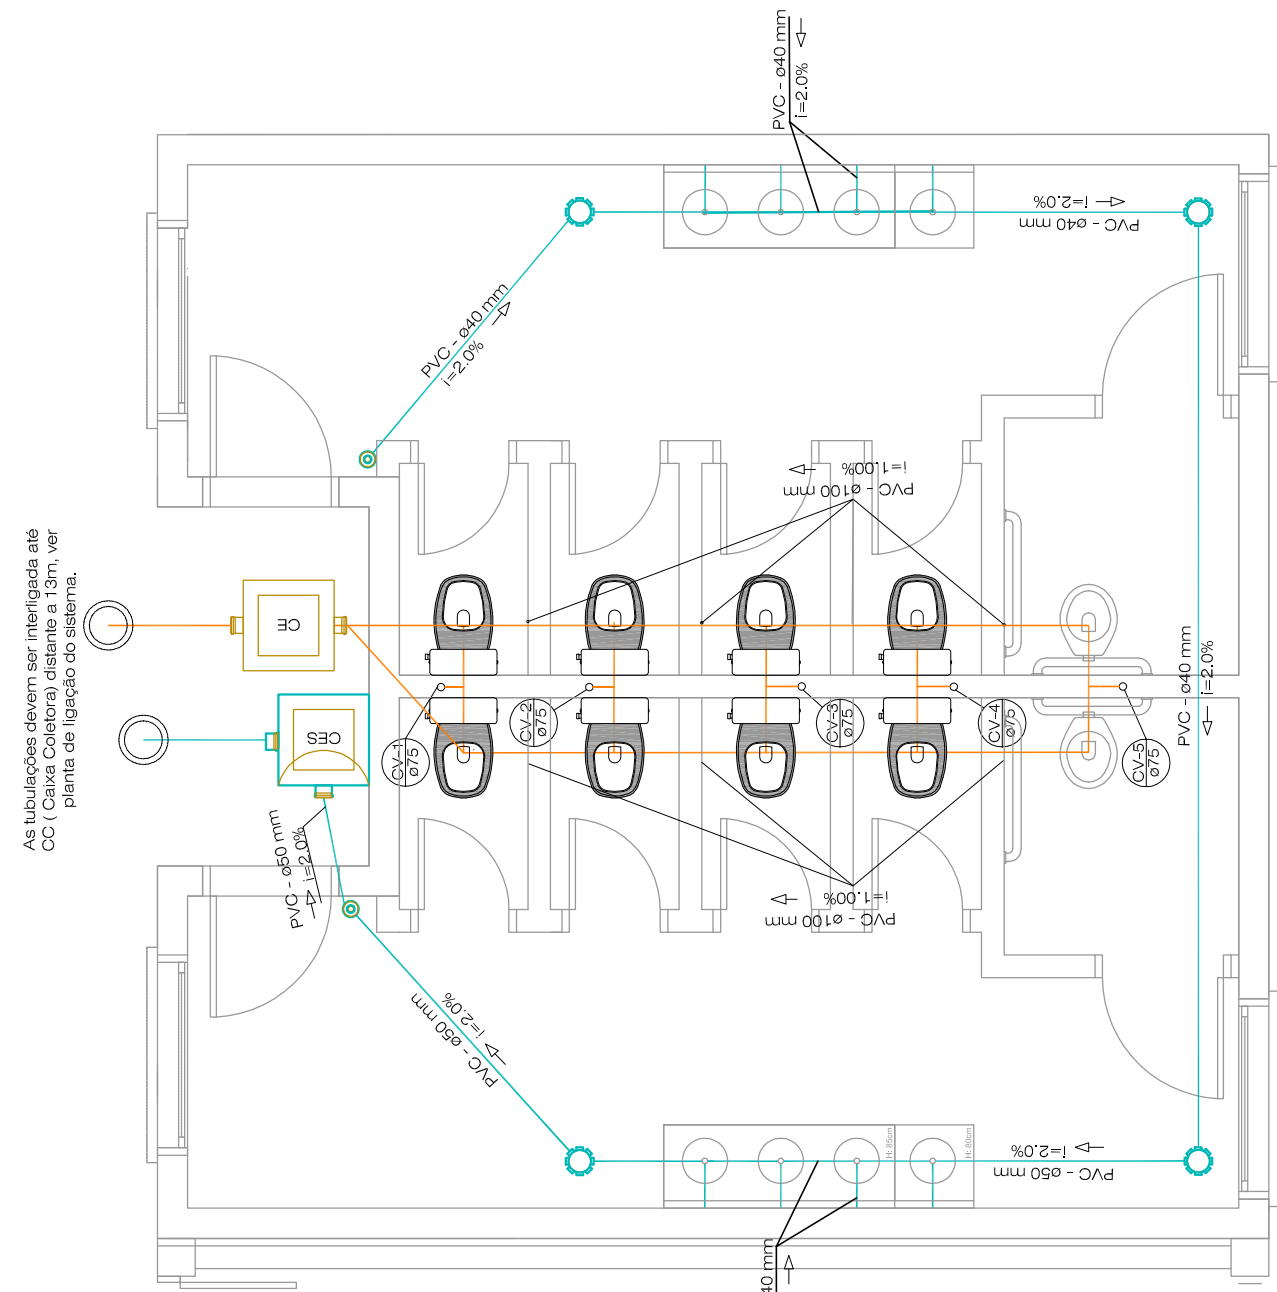 PVC - ø40 mm
i=2.0%
i=2.0%
PVC - ø40 mm
PVC - ø40 mm
i=2.0%
i=1.00%
PVC - ø100 mm
As tubulações devem ser interligada até
CC ( Caixa Coletora) distante a 13m, ver
planta de ligação do sistema.
CE
CES
CV-1
ø75
CV-2
ø75
CV-3
ø75
CV-4
ø75
CV-5
ø75
PVC - ø40 mm
i=2.0%
PVC - ø50 mm
i=2.0%
i=1.00%
PVC - ø100 mm
i=2.0%
PVC - ø50 mm
H: 85cm
H: 80cm
i=2.0%
PVC - ø50 mm
40 mm